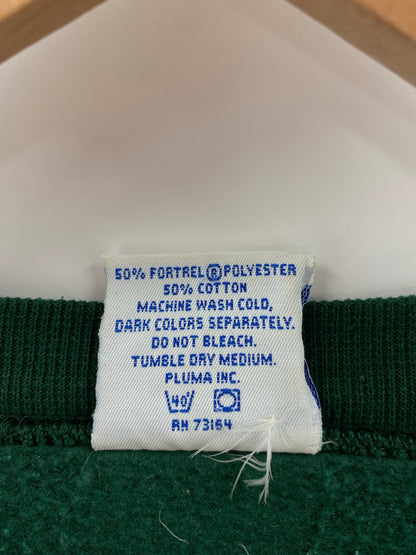 50% FORTREL® POLYESTER
50% COTTON
MACHINE WASH COLD,
DARK COLORS SEPARATELY.
DO NOT BLEACH.
TUMBLE DRY MEDIUM.
PLUMA INC.
40
RN 73164